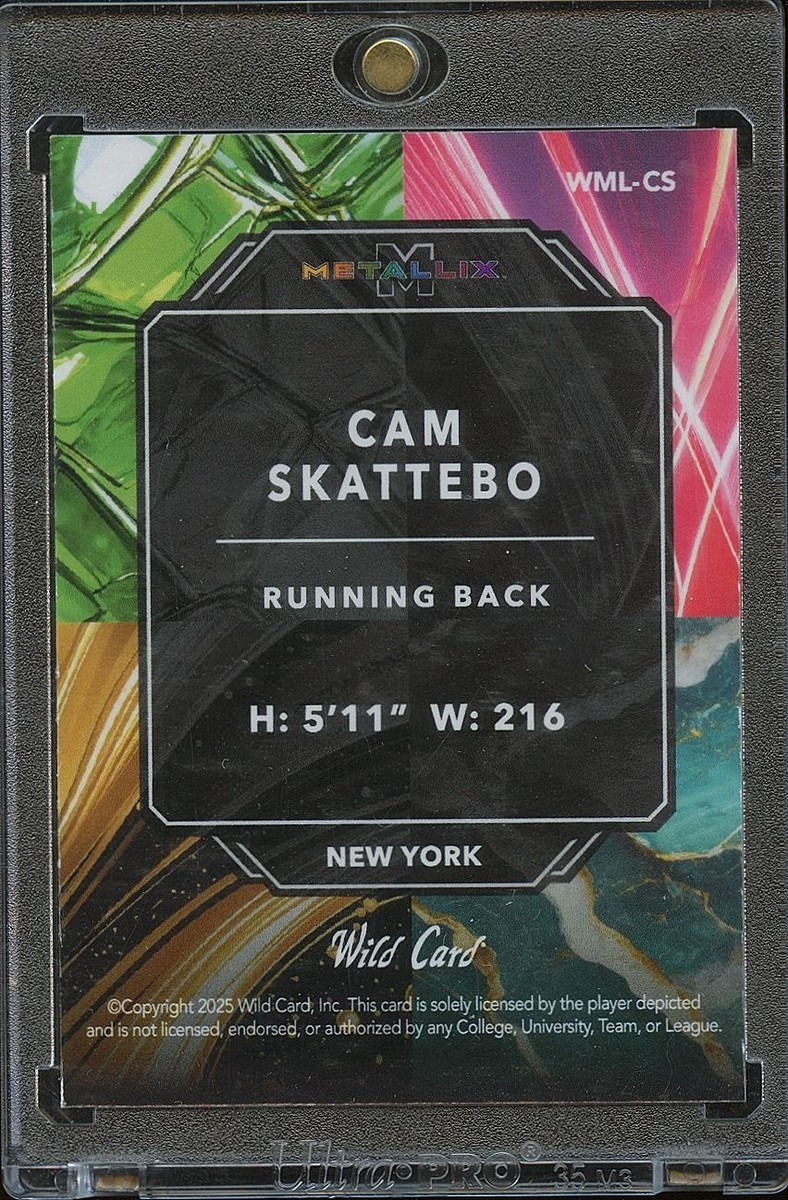 WML-CS
METALLIX
CAM
SKATTEBO
RUNNING BACK
H: 5'11" W: 216
NEW YORK
Wild Card
©Copyright 2025 Wild Card, Inc. This card is solely licensed by the player depicted
and is not licensed, endorsed, or authorized by any College, University, Team, or League.
Ultra·PRO® 35 V3